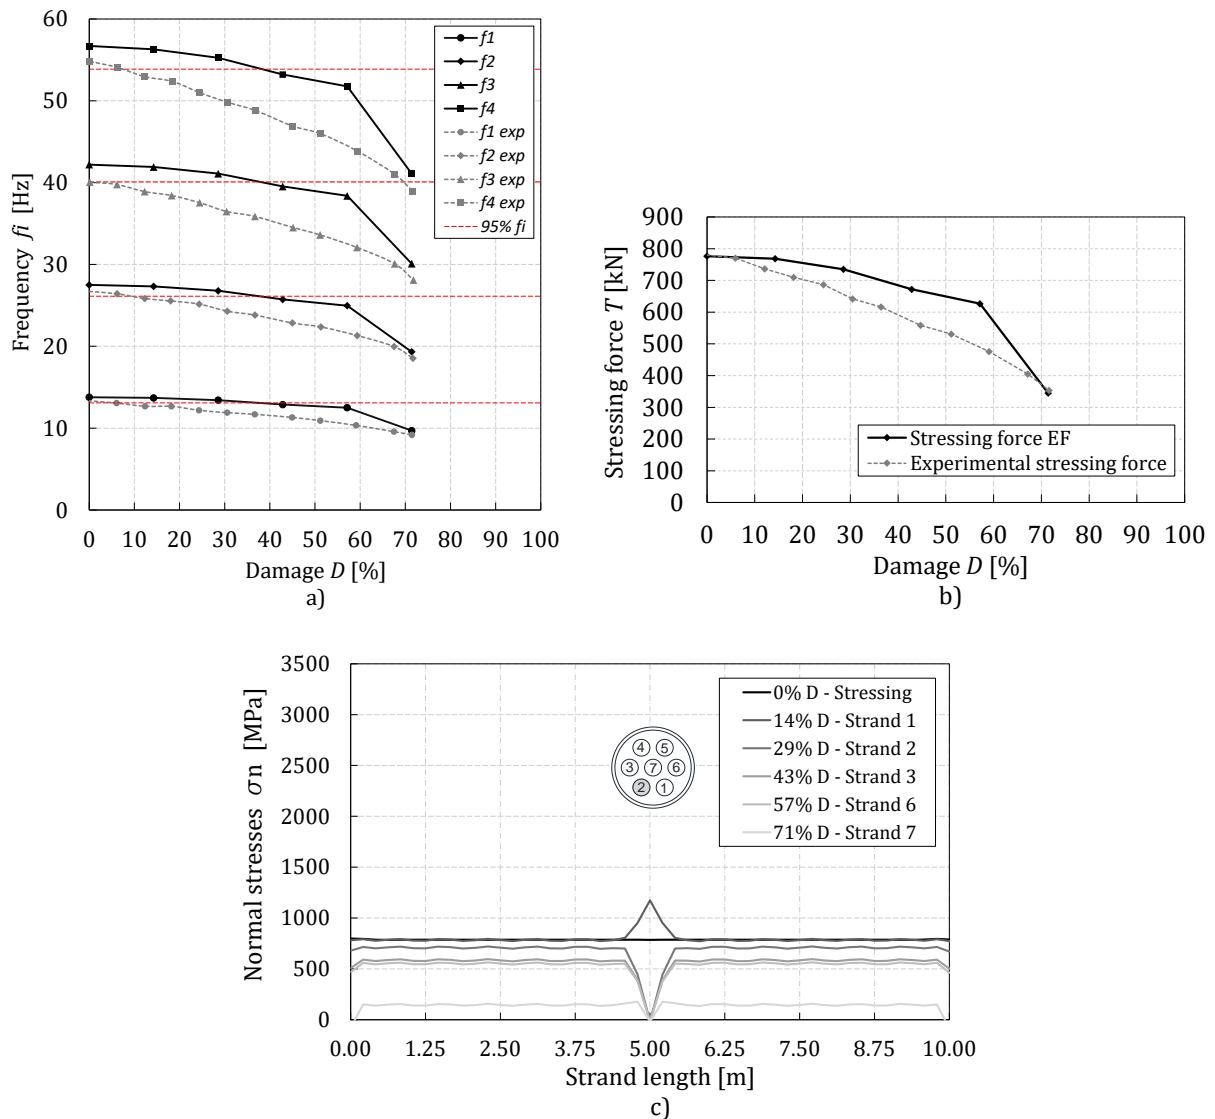 60
50
40
30
20
10
0
Frequency fi [Hz]
f1
f2
f3
f4
f1 exp
f2 exp
f3 exp
f4 exp
95% fi
0 10 20 30 40 50 60 70 80 90 100
Damage D [%]
a)
900
800
700
600
500
400
300
200
100
0
Stressing force T [kN]
Stressing force EF
Experimental stressing force
0 10 20 30 40 50 60 70 80 90 100
Damage D [%]
b)
3500
3000
2500
2000
1500
1000
500
0
Normal stresses σn [MPa]
4 5
3 7 6
2 1
0% D - Stressing
14% D - Strand 1
29% D - Strand 2
43% D - Strand 3
57% D - Strand 6
71% D - Strand 7
0.00 1.25 2.50 3.75 5.00 6.25 7.50 8.75 10.00
Strand length [m]
c)